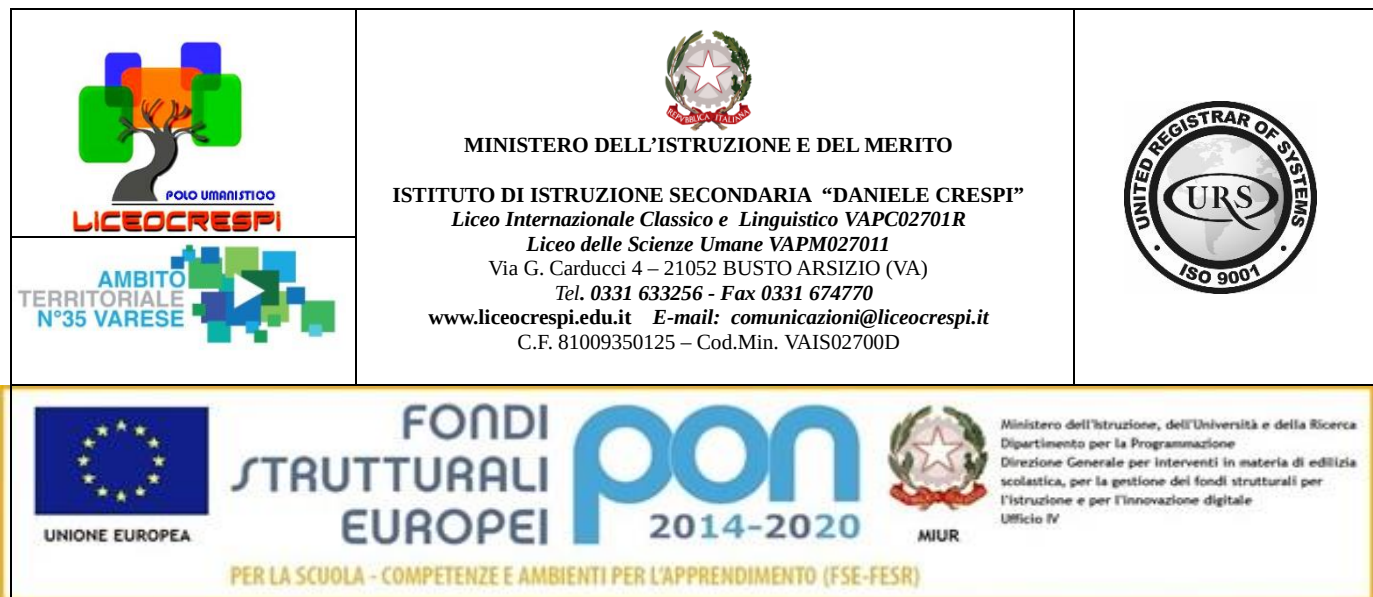 POLO UMANISTICO
LICEOCRESPI
AMBITO
TERRITORIALE
N°35 VARESE
REPVBBLICA ITALIANA
MINISTERO DELL’ISTRUZIONE E DEL MERITO
ISTITUTO DI ISTRUZIONE SECONDARIA “DANIELE CRESPI”
Liceo Internazionale Classico e Linguistico VAPC02701R
Liceo delle Scienze Umane VAPM027011
Via G. Carducci 4 – 21052 BUSTO ARSIZIO (VA)
Tel. 0331 633256 - Fax 0331 674770
www.liceocrespi.edu.it E-mail: comunicazioni@liceocrespi.it
C.F. 81009350125 – Cod.Min. VAIS02700D
UNITED REGISTRAR OF SYSTEMS
URS
ISO 9001
UNIONE EUROPEA
FONDI
STRUTTURALI
EUROPEI
pon
2014-2020
MIUR
Ministero dell'Istruzione, dell'Università e della Ricerca
Dipartimento per la Programmazione
Direzione Generale per interventi in materia di edilizia
scolastica, per la gestione dei fondi strutturali per
l'istruzione e per l'innovazione digitale
Ufficio IV
PER LA SCUOLA - COMPETENZE E AMBIENTI PER L'APPRENDIMENTO (FSE-FESR)